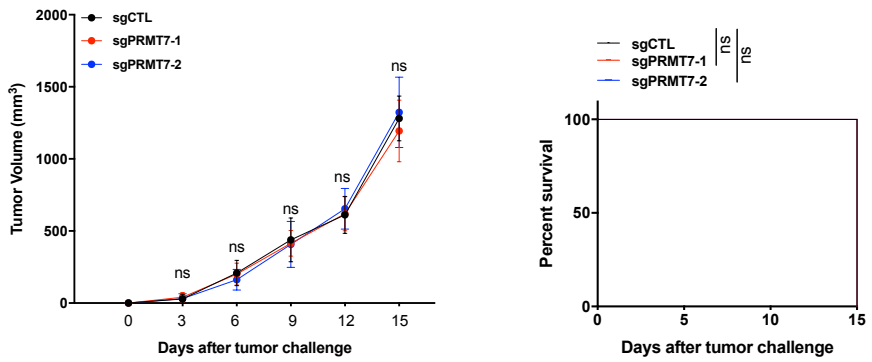 2000
1500
1000
500
0
Tumor Volume (mm³)
sgCTL
sgPRMT7-1
sgPRMT7-2
ns
ns
ns
ns
ns
0 3 6 9 12 15
Days after tumor challenge
sgCTL
sgPRMT7-1
sgPRMT7-2
ns
ns
100
50
0
Percent survival
0 5 10 15
Days after tumor challenge